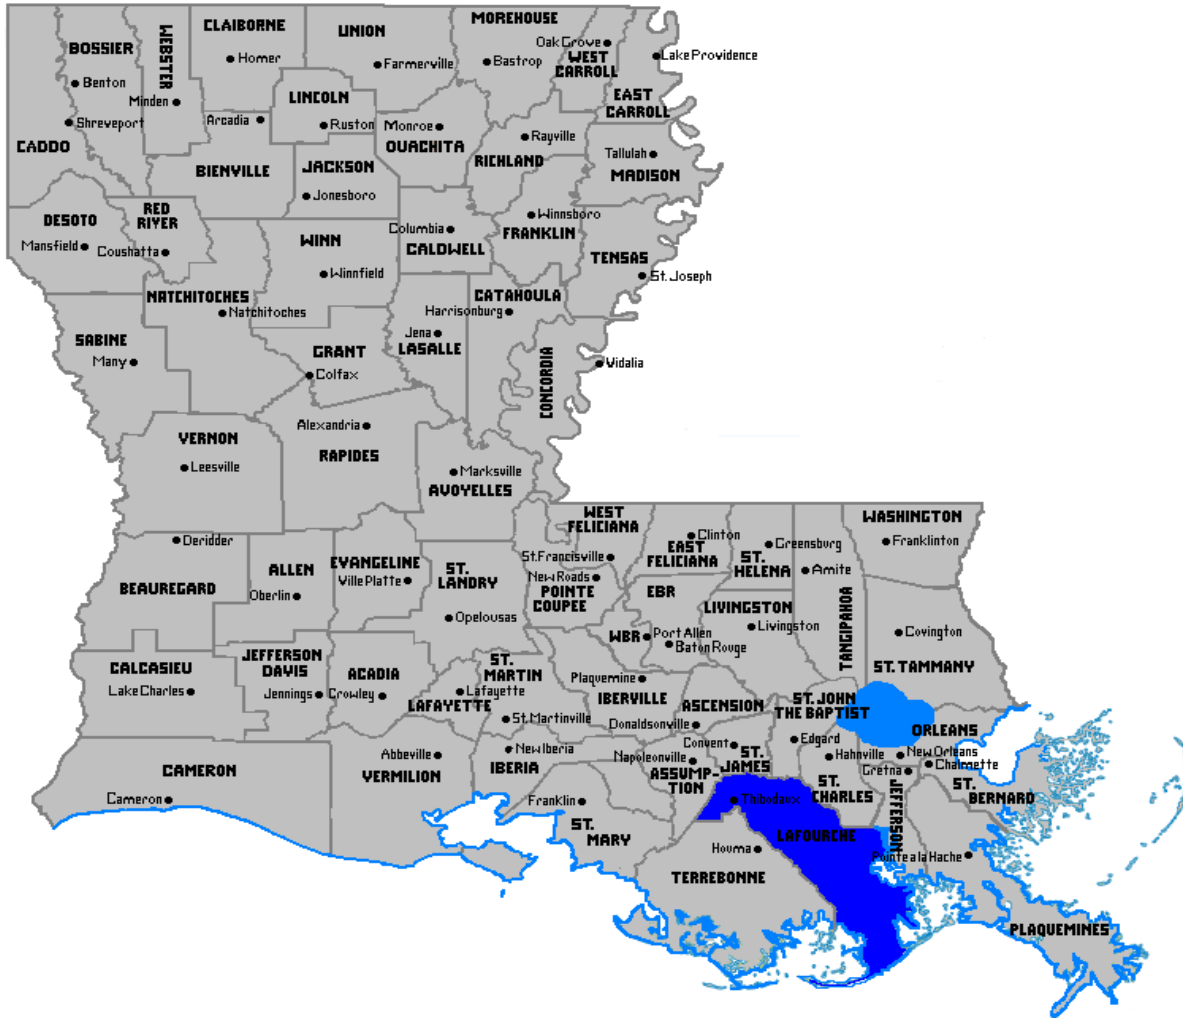 MOREHOUSE
CLAIBORNE
UNION
WEBSTER
BOSSIER
Oak Grove
WEST
CARROLL
Lake Providence
Homer
Farmerville
Bastrop
Benton
Minden
LINCOLN
EAST
CARROLL
Shreveport
Arcadia
Ruston
Monroe
OUACHITA
Rayville
CADDO
BIENVILLE
JACKSON
RICHLAND
Tallulah
MADISON
Jonesboro
DESOTO
RED
RIVER
Winnsboro
FRANKLIN
Mansfield
Coushatta
WINN
Columbia
CALDWELL
TENSAS
Winnfield
St. Joseph
NATCHITOCHES
Natchitoches
CATAHOULA
Harrisonburg
SABINE
Many
GRANT
Colfax
Jena
LASALLE
CONCORDIA
Vidalia
VERNON
Leesville
Alexandria
RAPIDES
Marksville
AVOYELLES
WEST
FELICIANA
WASHINGTON
Franklinton
Deridder
Clinton
EAST
FELICIANA
Greensburg
ST.
HELENA
St. Francisville
BEAUREGARD
ALLEN
Oberlin
EVANGELINE
Ville Platte
ST.
LANDRY
New Roads
POINTE
COUPEE
EBR
Amite
TANGIPAHOA
Opelousas
LIVINGSTON
Livingston
Covington
WBR
Port Allen
Baton Rouge
CALCASIEU
Lake Charles
JEFFERSON
DAVIS
Jennings
ACADIA
Crowley
ST.
MARTIN
Lafayette
LAFAYETTE
St. Martinville
Plaquemine
IBERVILLE
ST. TAMMANY
ASCENSION
Donaldsonville
ST. JOHN
THE BAPTIST
ORLEANS
Edgard
Convent
ST.
JAMES
Hahnville
New Orleans
Chalmette
Gretna
CAMERON
Cameron
Abbeville
VERMILION
New Iberia
IBERIA
Napoleonville
ASSUMP-
TION
ST.
CHARLES
JEFFERSON
ST.
BERNARD
Franklin
ST.
MARY
Thibodaux
LAFOURCHE
Houma
TERREBONNE
Pointe a la Hache
PLAQUEMINES